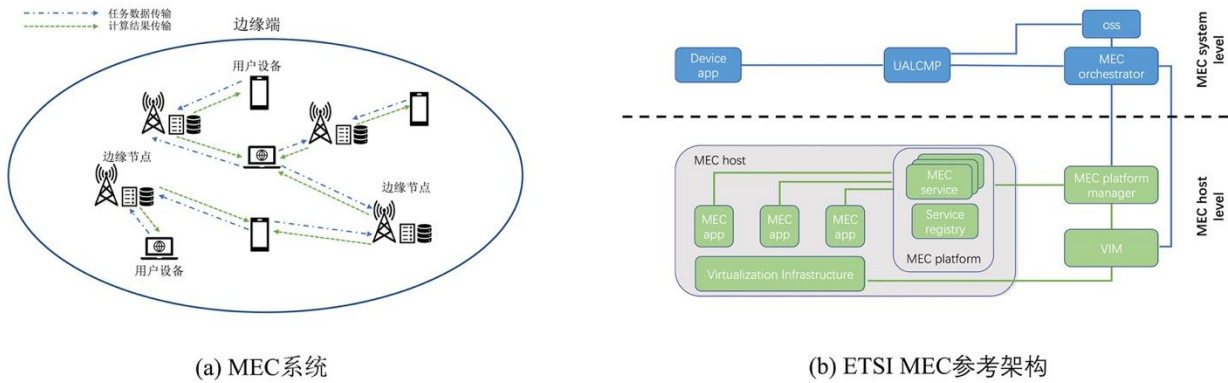 任务数据传输
计算结果传输
边缘端
用户设备
边缘节点
边缘节点
用户设备
(a) MEC系统
oss
Device
app
UALCMP
MEC
orchestrator
MEC system
level
MEC host
MEC
service
MEC platform
manager
MEC
app
MEC
app
MEC
app
Service
registry
MEC platform
VIM
Virtualization Infrastructure
MEC host
level
(b) ETSI MEC参考架构